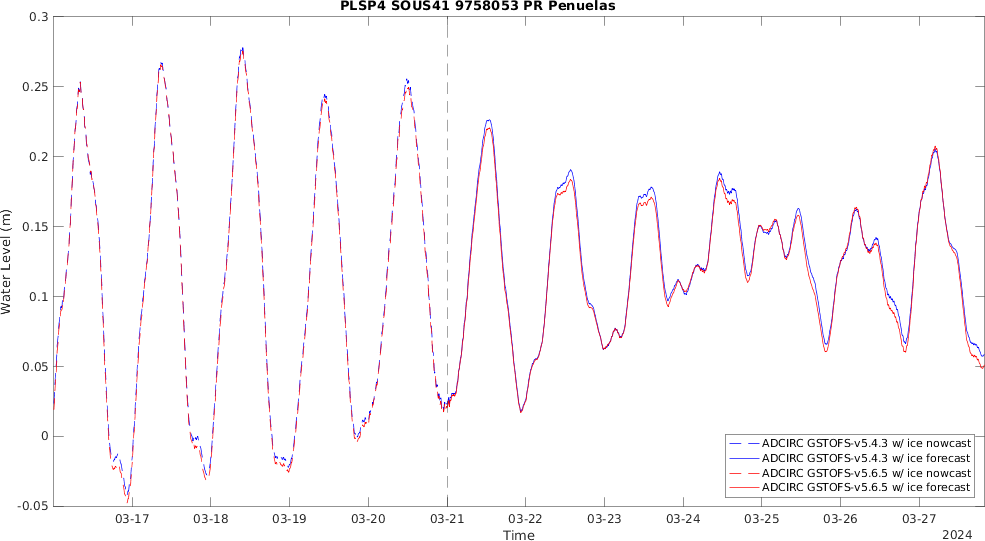 PLSP4 SOUS41 9758053 PR Penuelas
Water Level (m)
0.3
0.25
0.2
0.15
0.1
0.05
0
-0.05
03-17
03-18
03-19
03-20
03-21
03-22
03-23
03-24
03-25
03-26
03-27
Time
2024
ADCIRC GSTOFS-v5.4.3 w/ ice nowcast
ADCIRC GSTOFS-v5.4.3 w/ ice forecast
ADCIRC GSTOFS-v5.6.5 w/ ice nowcast
ADCIRC GSTOFS-v5.6.5 w/ ice forecast